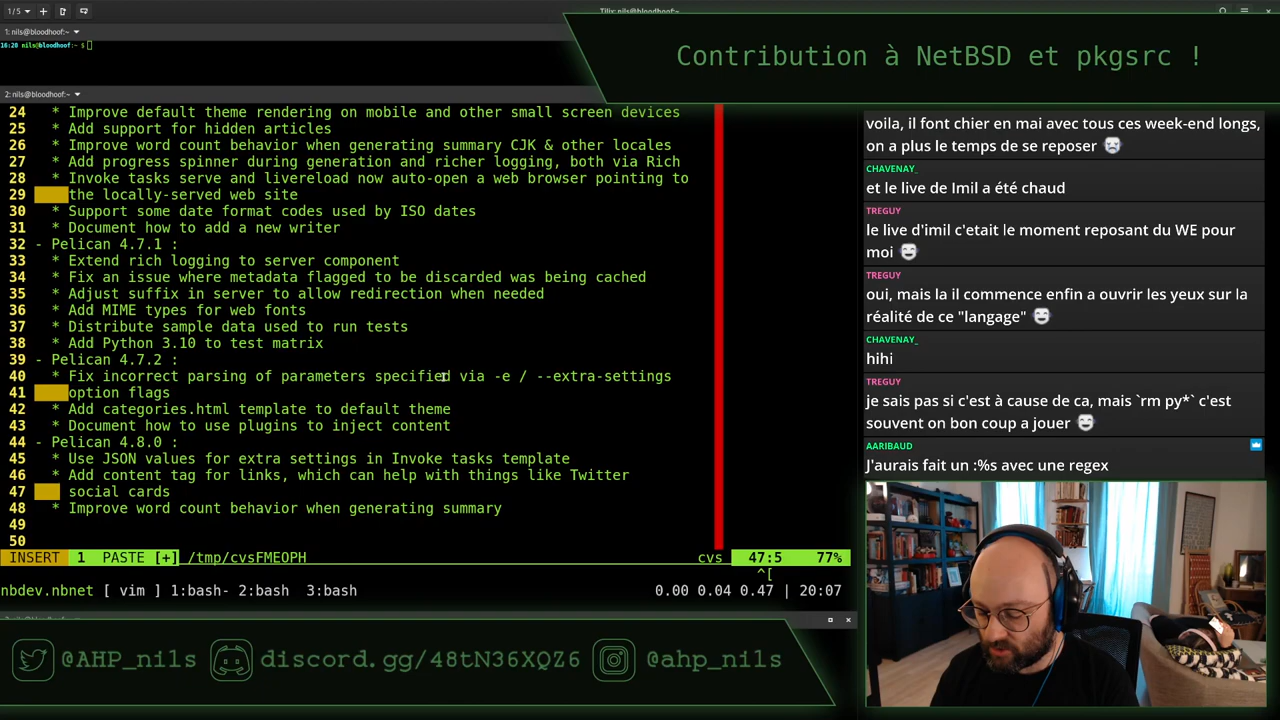 1/5
Tilix: nils@bloodhoof:~
1: nils@bloodhoof:~
16:20 nils@bloodhoof:~ $
Contribution à NetBSD et pkgsrc !
2: nils@bloodhoof:~
24 * Improve default theme rendering on mobile and other small screen devices
25 * Add support for hidden articles
26 * Improve word count behavior when generating summary CJK & other locales
27 * Add progress spinner during generation and richer logging, both via Rich
28 * Invoke tasks serve and livereload now auto-open a web browser pointing to
29 the locally-served web site
30 * Support some date format codes used by ISO dates
31 * Document how to add a new writer
32 - Pelican 4.7.1 :
33 * Extend rich logging to server component
34 * Fix an issue where metadata flagged to be discarded was being cached
35 * Adjust suffix in server to allow redirection when needed
36 * Add MIME types for web fonts
37 * Distribute sample data used to run tests
38 * Add Python 3.10 to test matrix
39 - Pelican 4.7.2 :
40 * Fix incorrect parsing of parameters specified via -e / --extra-settings
41 option flags
42 * Add categories.html template to default theme
43 * Document how to use plugins to inject content
44 - Pelican 4.8.0 :
45 * Use JSON values for extra settings in Invoke tasks template
46 * Add content tag for links, which can help with things like Twitter
47 social cards
48 * Improve word count behavior when generating summary
49
50
INSERT 1 PASTE [+] /tmp/cvsFMEOPH cvs 47:5 77%
^[
nbdev.nbnet [ vim ] 1:bash- 2:bash 3:bash 0.00 0.04 0.47 | 20:07
voila, il font chier en mai avec tous ces week-end longs,
on a plus le temps de se reposer
CHAVENAY_
et le live de Imil a été chaud
TREGUY
le live d'imil c'etait le moment reposant du WE pour
moi
TREGUY
oui, mais la il commence enfin a ouvrir les yeux sur la
réalité de ce "langage"
CHAVENAY_
hihi
TREGUY
je sais pas si c'est à cause de ca, mais `rm py*` c'est
souvent on bon coup a jouer
AARIBAUD
J'aurais fait un :%s avec une regex
@AHP_nils
discord.gg/48tN36XQZ6
@ahp_nils